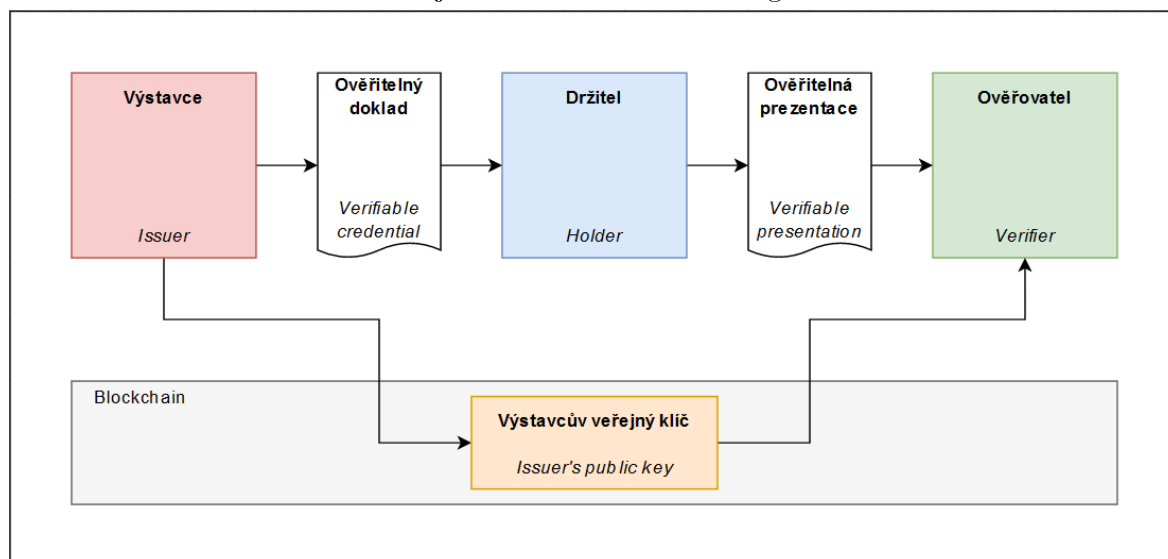 Výstavce
Issuer
Ověřitelný
doklad
Verifiable
credential
Držitel
Holder
Ověřitelná
prezentace
Verifiable
presentation
Ověřovatel
Verifier
Blockchain
Výstavcův veřejný klíč
Issuer's public key